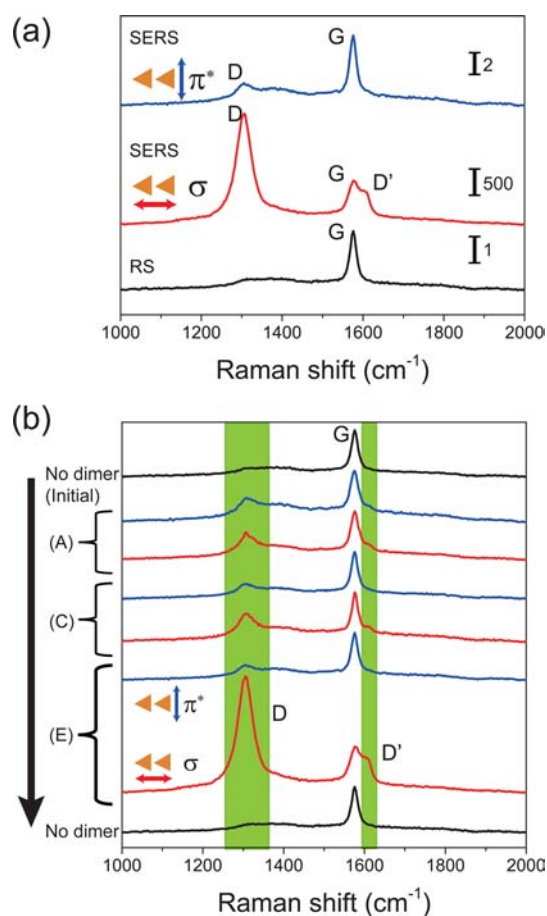 (a)
SERS
D
π*
G
I2
SERS
D
σ
G
D'
I500
RS
G
I1
1000 1200 1400 1600 1800 2000
Raman shift (cm-1)
(b)
No dimer
(Initial)
G
(A)
(C)
(E)
π*
D
σ
D'
No dimer
1000 1200 1400 1600 1800 2000
Raman shift (cm-1)